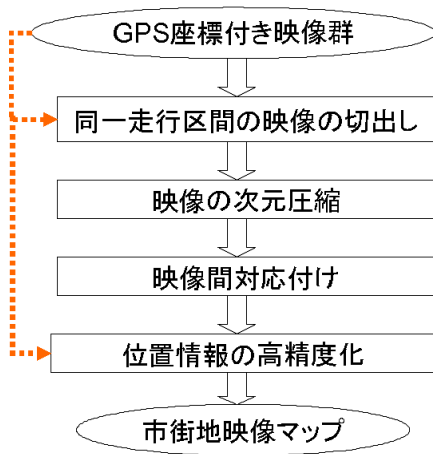 GPS座標付き映像群
同一走行区間の映像の切出し
映像の次元圧縮
映像間対応付け
位置情報の高精度化
市街地映像マップ